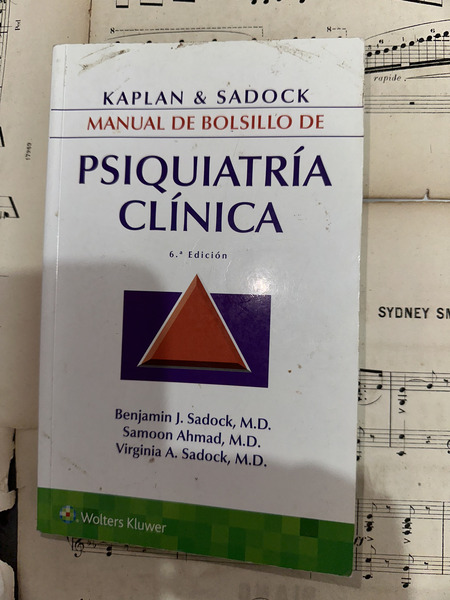 KAPLAN & SADOCK
MANUAL DE BOLSILLO DE
PSIQUIATRÍA
CLÍNICA
6.ª Edición
Benjamin J. Sadock, M.D.
Samoon Ahmad, M.D.
Virginia A. Sadock, M.D.
Wolters Kluwer
rapide
17969
SYDNEY